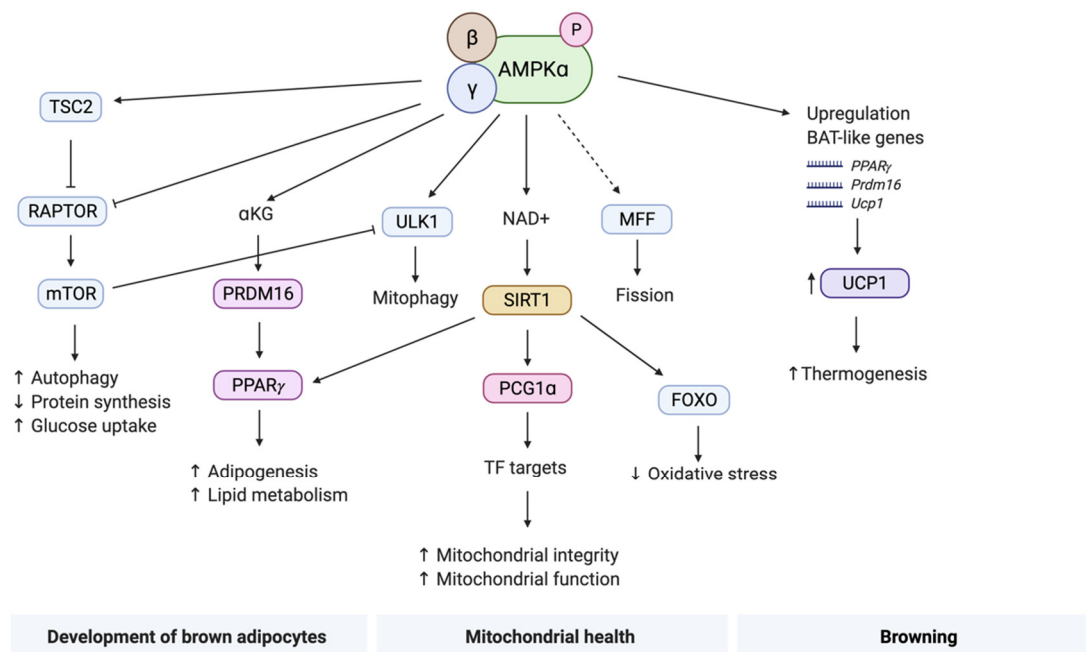 β
P
AMPKα
γ
TSC2
Upregulation
BAT-like genes
PPARγ
Prdm16
Ucp1
RAPTOR
αKG
ULK1
NAD+
MFF
mTOR
PRDM16
Mitophagy
SIRT1
Fission
↑ UCP1
↑ Autophagy
↓ Protein synthesis
↑ Glucose uptake
PPARγ
PCG1α
FOXO
↑ Thermogenesis
↑ Adipogenesis
↑ Lipid metabolism
TF targets
↓ Oxidative stress
↑ Mitochondrial integrity
↑ Mitochondrial function
Development of brown adipocytes
Mitochondrial health
Browning